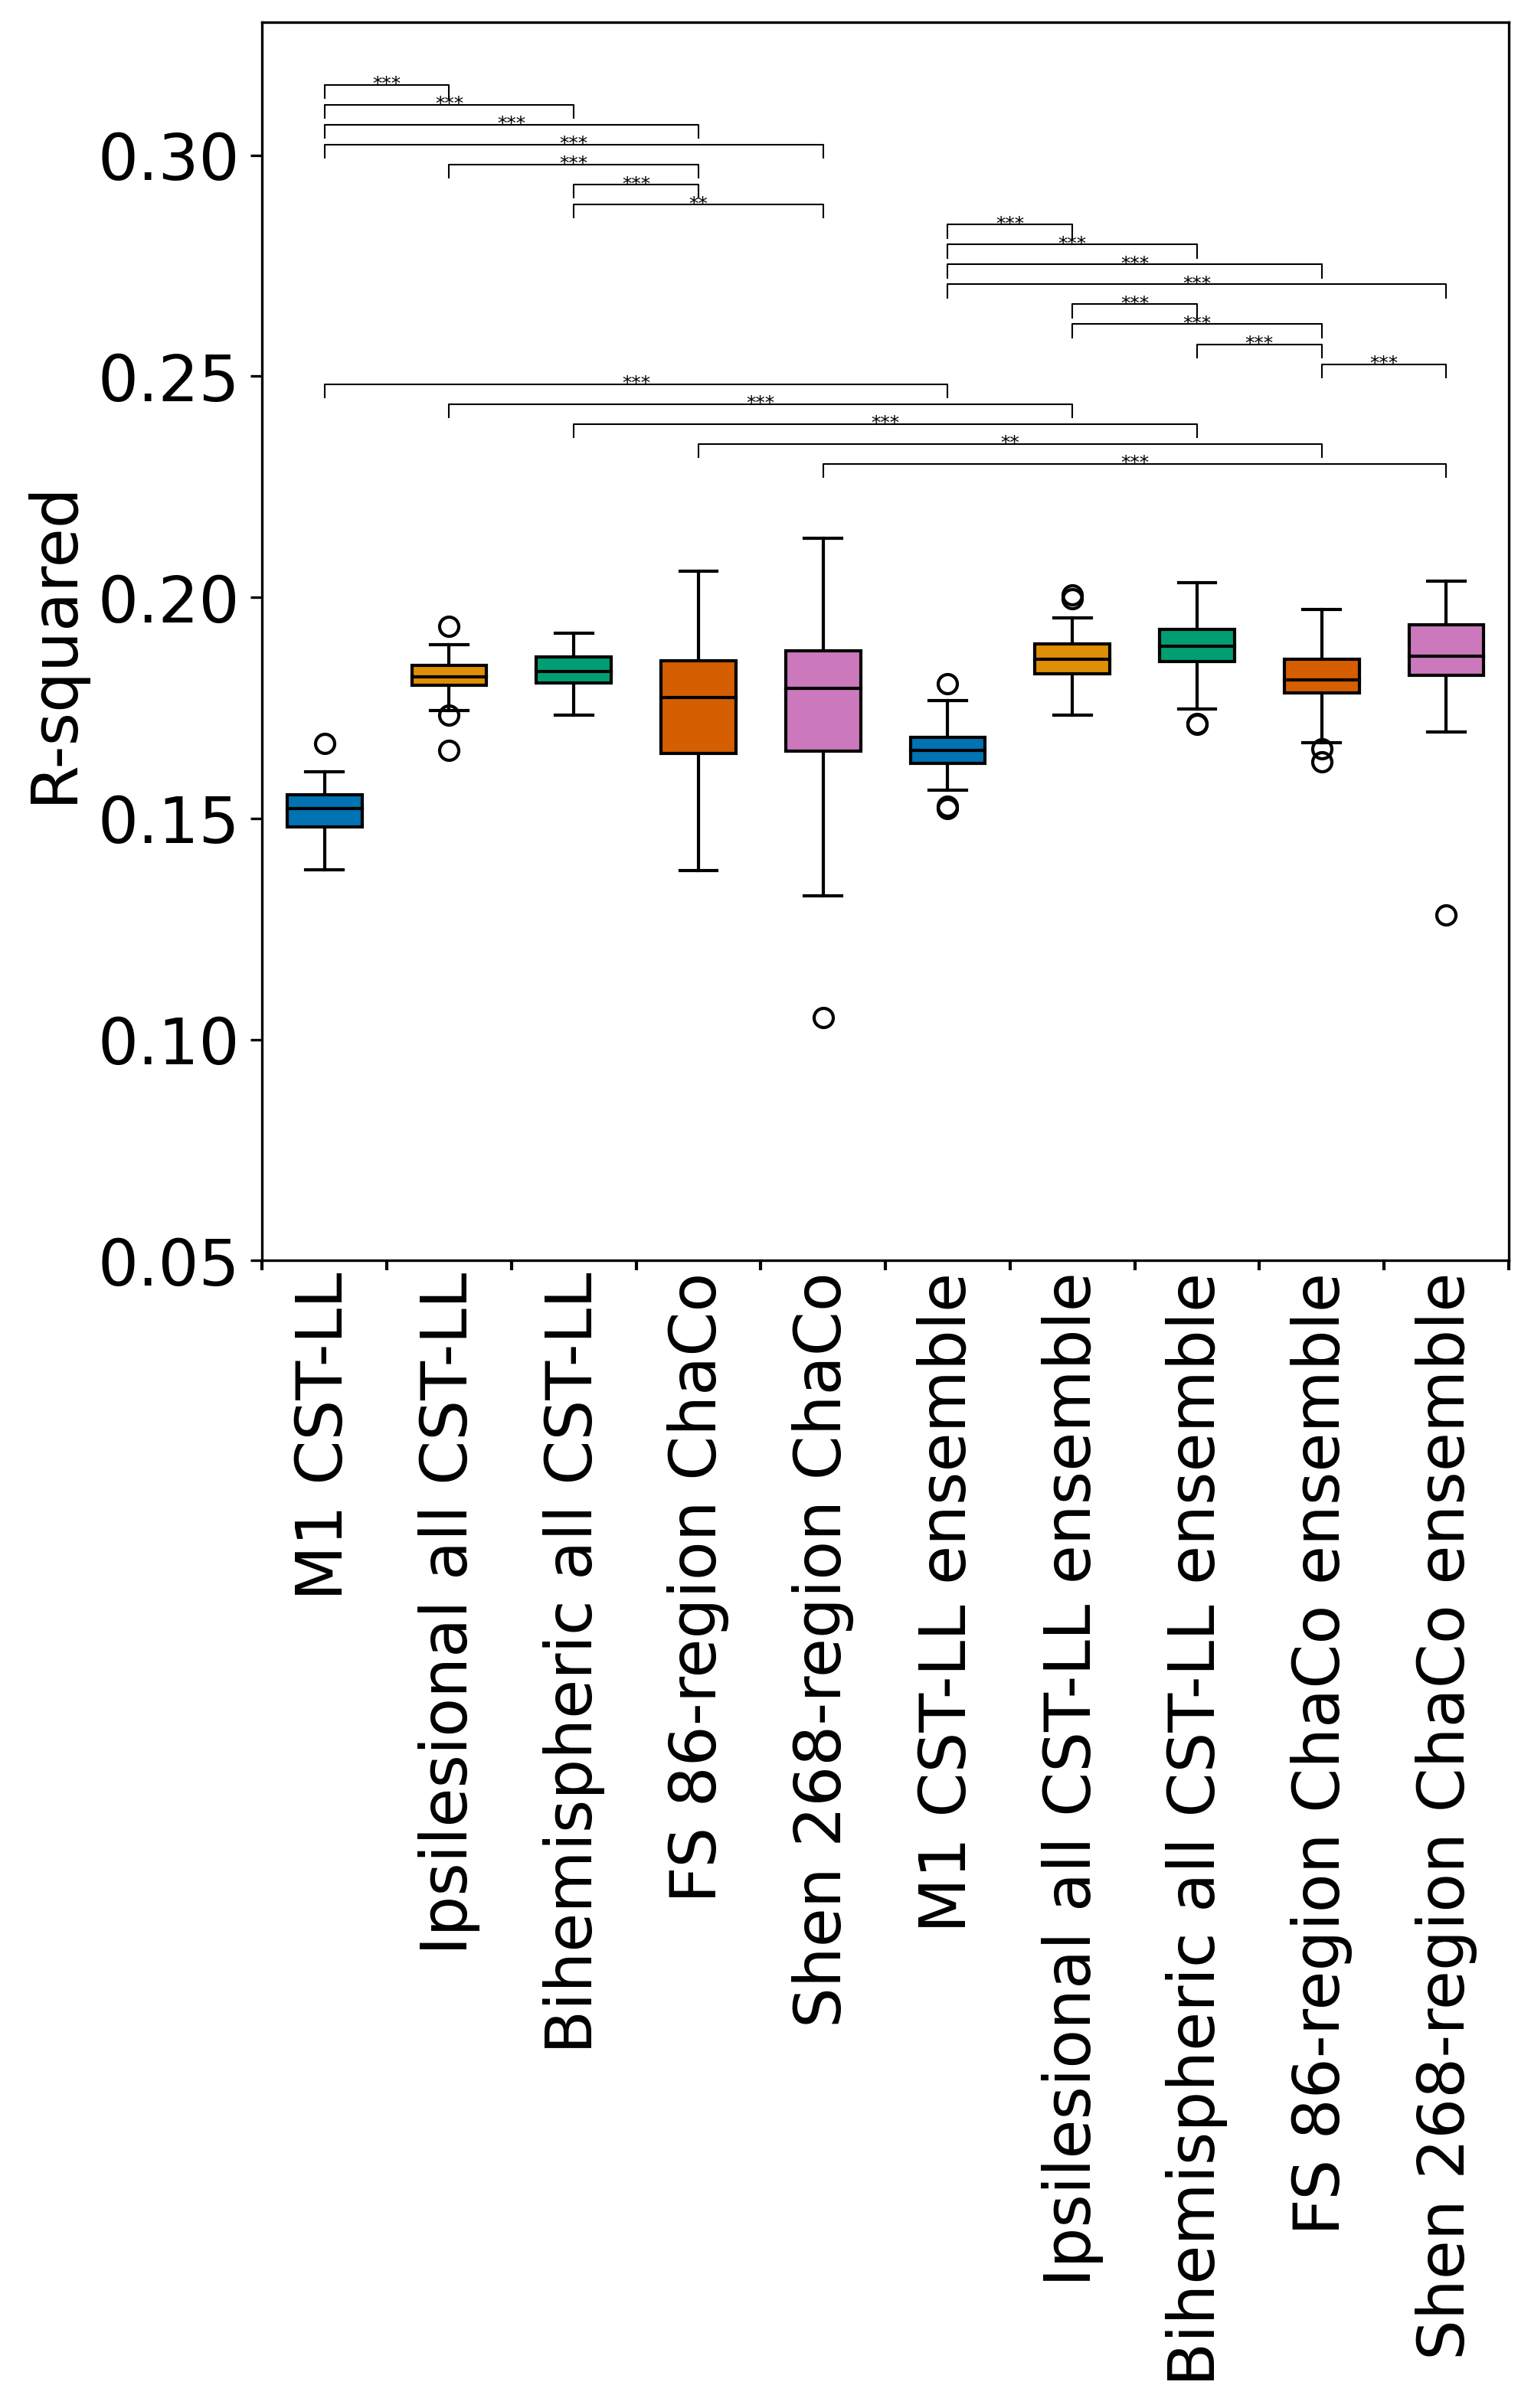 ***
***
***
***
***
***
**
***
***
***
***
***
***
***
***
***
***
***
**
***
R-squared
0.30
0.25
0.20
0.15
0.10
0.05
M1 CST-LL
Ipsilesional all CST-LL
Bihemispheric all CST-LL
FS 86-region ChaCo
Shen 268-region ChaCo
M1 CST-LL ensemble
Ipsilesional all CST-LL ensemble
Bihemispheric all CST-LL ensemble
FS 86-region ChaCo ensemble
Shen 268-region ChaCo ensemble